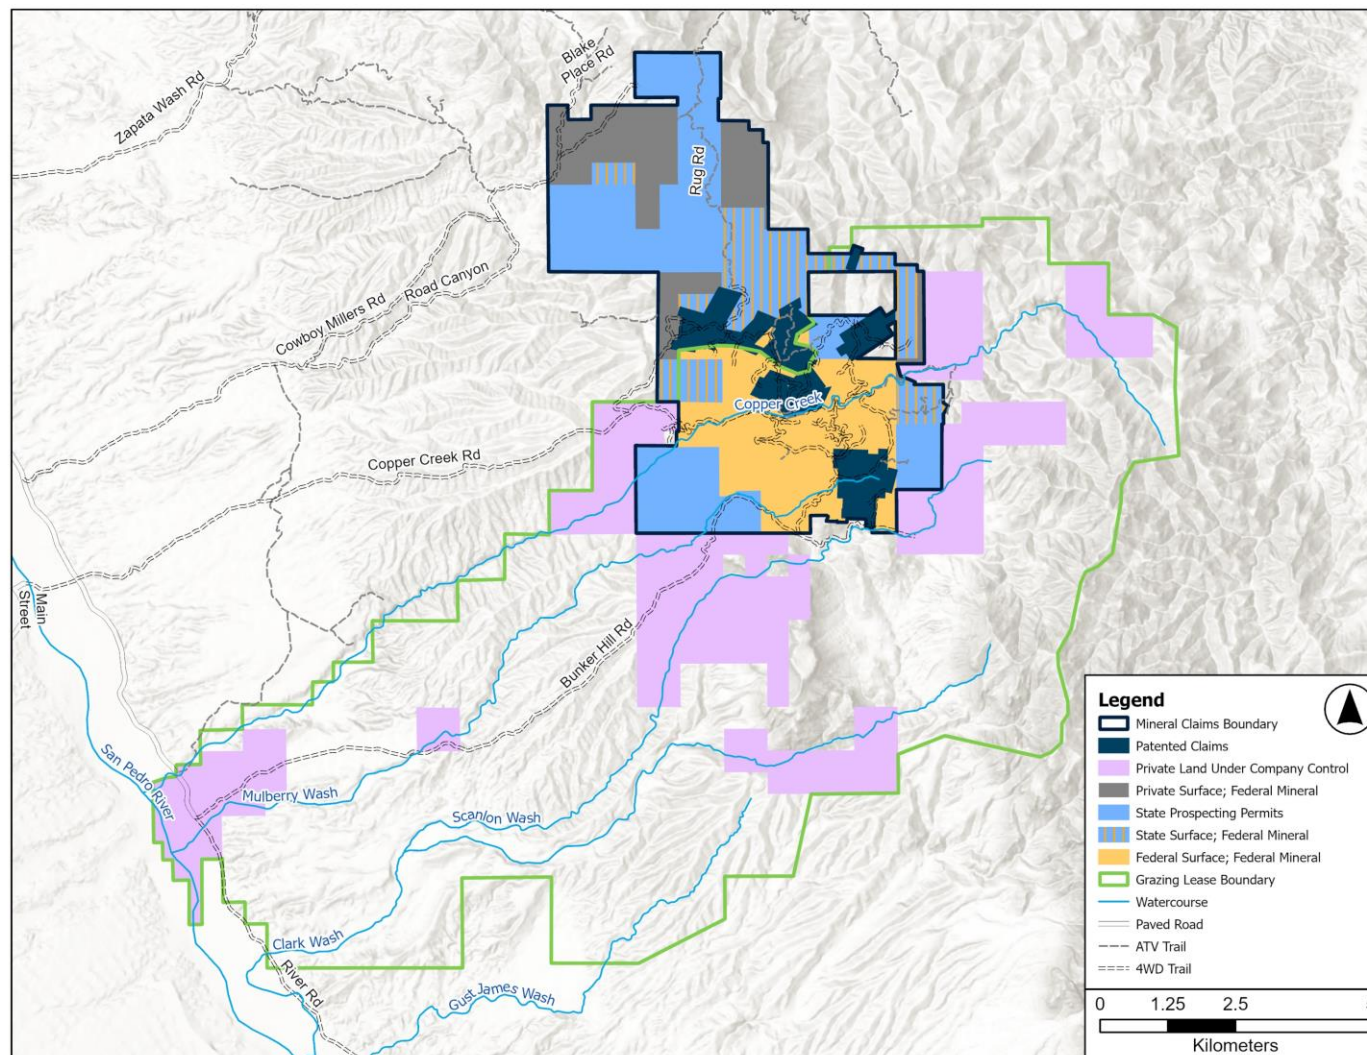 Blake
Place Rd
Zapata Wash Rd
Rug Rd
Road Canyon
Cowboy Millers Rd
Copper Creek
Copper Creek Rd
Main
Street
Bunker Hill Rd
San Pedro River
Mulberry Wash
Scanlon Wash
Clark Wash
River Rd
Gust James Wash
Legend
Mineral Claims Boundary
Patented Claims
Private Land Under Company Control
Private Surface; Federal Mineral
State Prospecting Permits
State Surface; Federal Mineral
Federal Surface; Federal Mineral
Grazing Lease Boundary
Watercourse
Paved Road
ATV Trail
4WD Trail
0 1.25 2.5
Kilometers